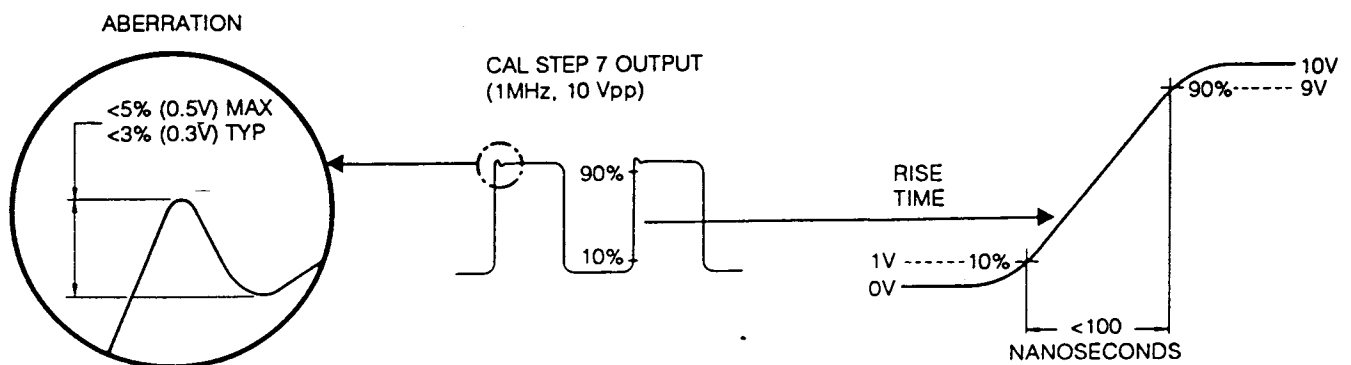 ABERRATION
<5% (0.5V) MAX
<3% (0.3V) TYP
CAL STEP 7 OUTPUT
(1MHz, 10 Vpp)
90%
10%
RISE
TIME
10V
90% ------ 9V
1V ------ 10%
0V
<100
NANOSECONDS